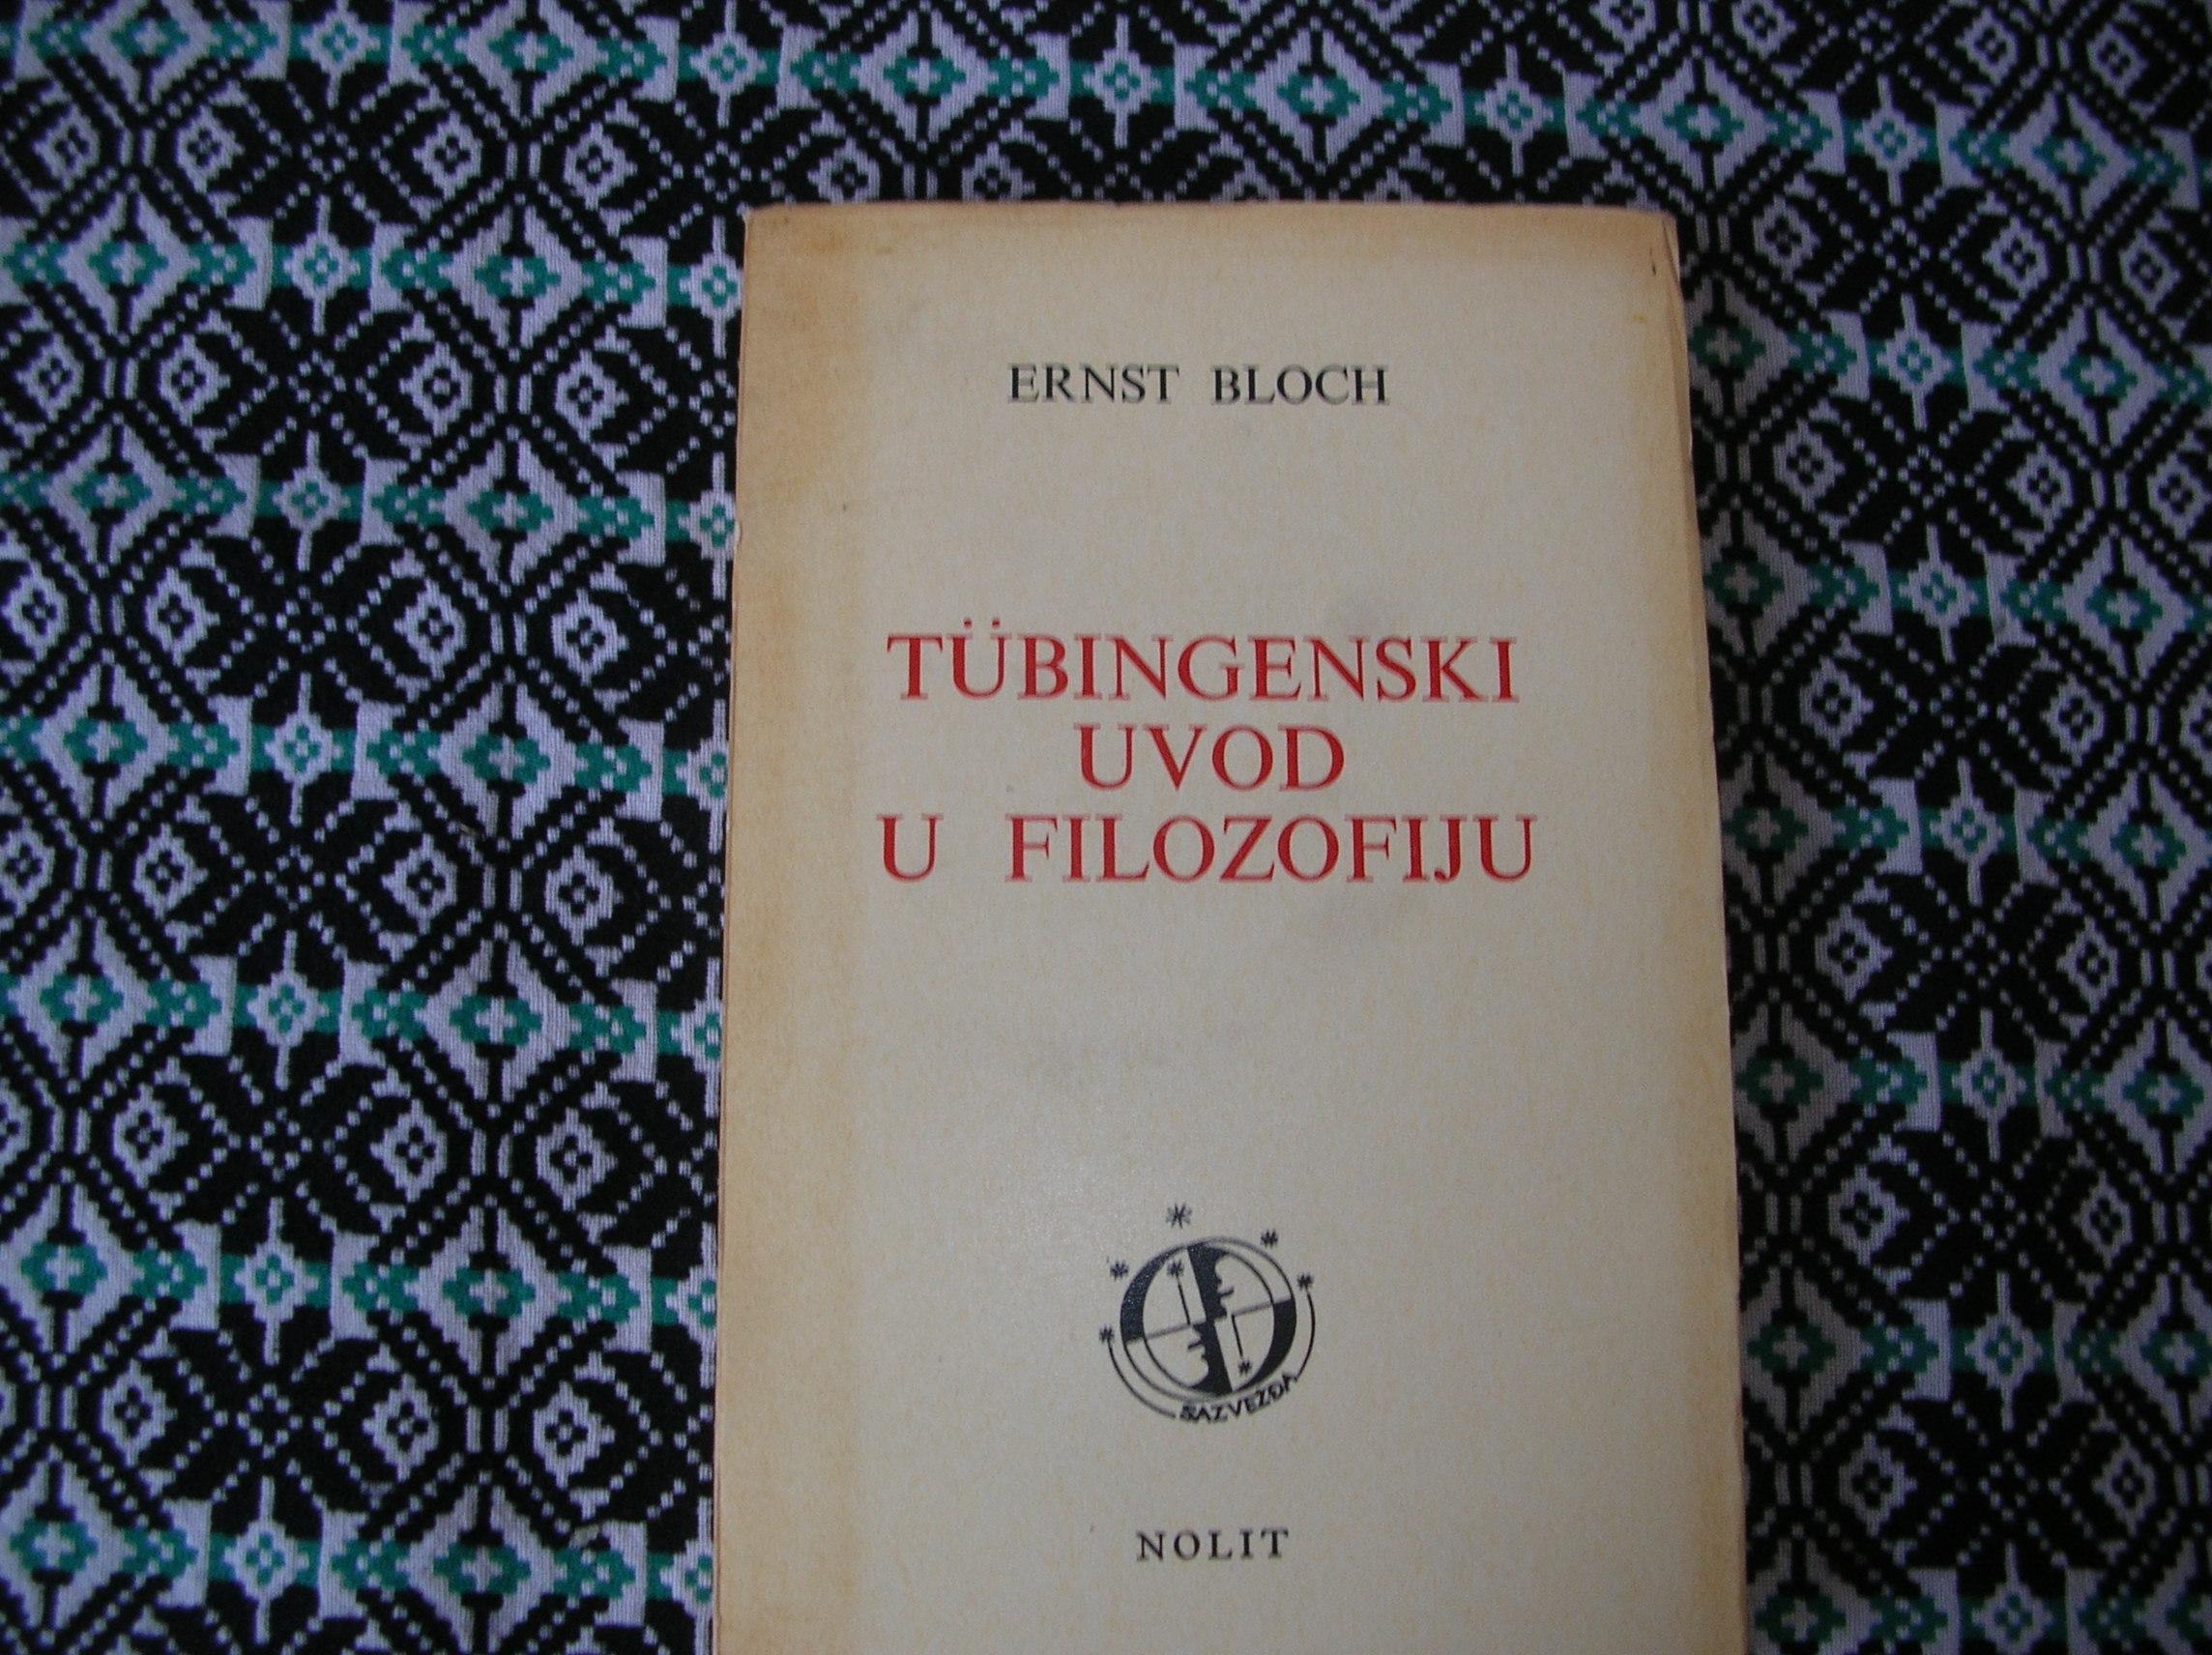 ERNST BLOCH
TÜBINGENSKI
UVOD
U FILOZOFIJU
SAZVEŽĐA
NOLIT